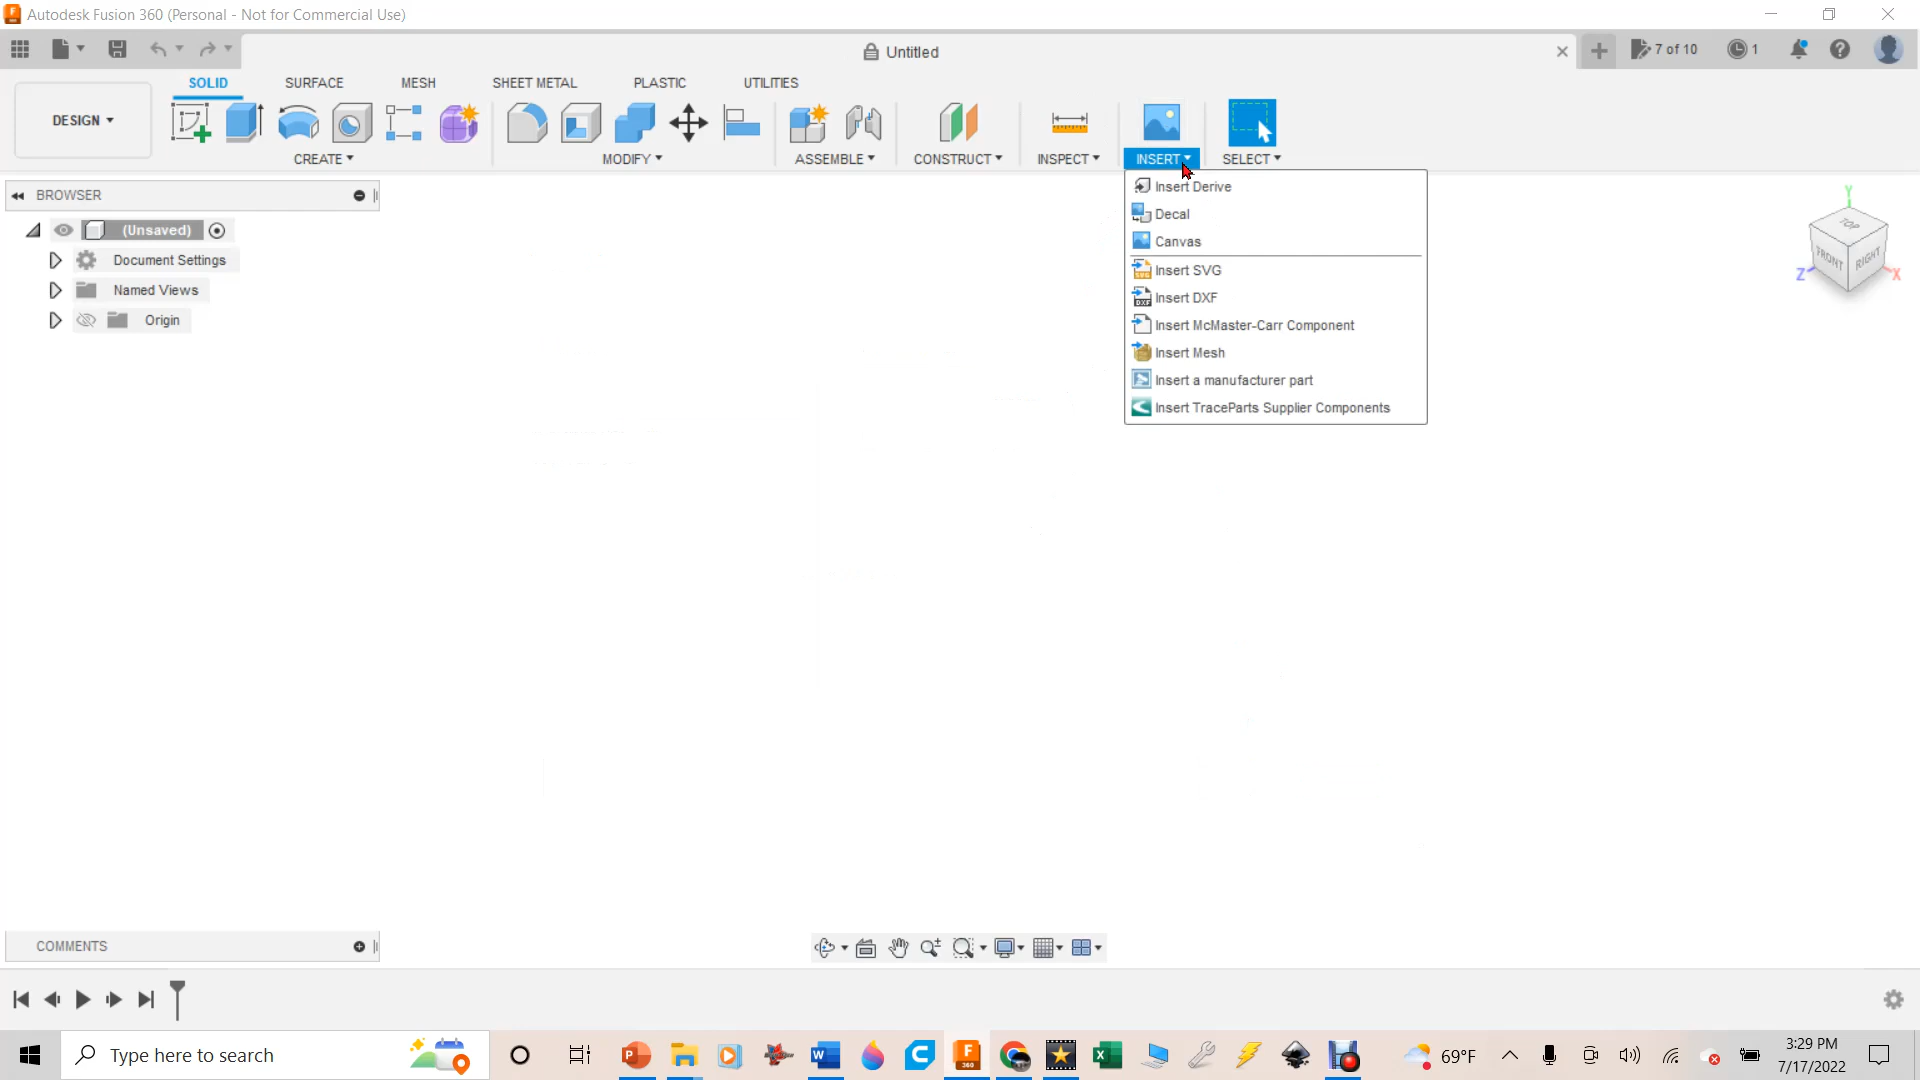 Autodesk Fusion 360 (Personal - Not for Commercial Use)
Untitled
7 of 10
1
SOLID SURFACE MESH SHEET METAL PLASTIC UTILITIES
DESIGN
CREATE MODIFY ASSEMBLE CONSTRUCT INSPECT INSERT SELECT
BROWSER
(Unsaved)
Document Settings
Named Views
Origin
Insert Derive
Decal
Canvas
Insert SVG
Insert DXF
Insert McMaster-Carr Component
Insert Mesh
Insert a manufacturer part
Insert TraceParts Supplier Components
Y
TOP
FRONT RIGHT
Z X
COMMENTS
Type here to search
69°F
3:29 PM
7/17/2022